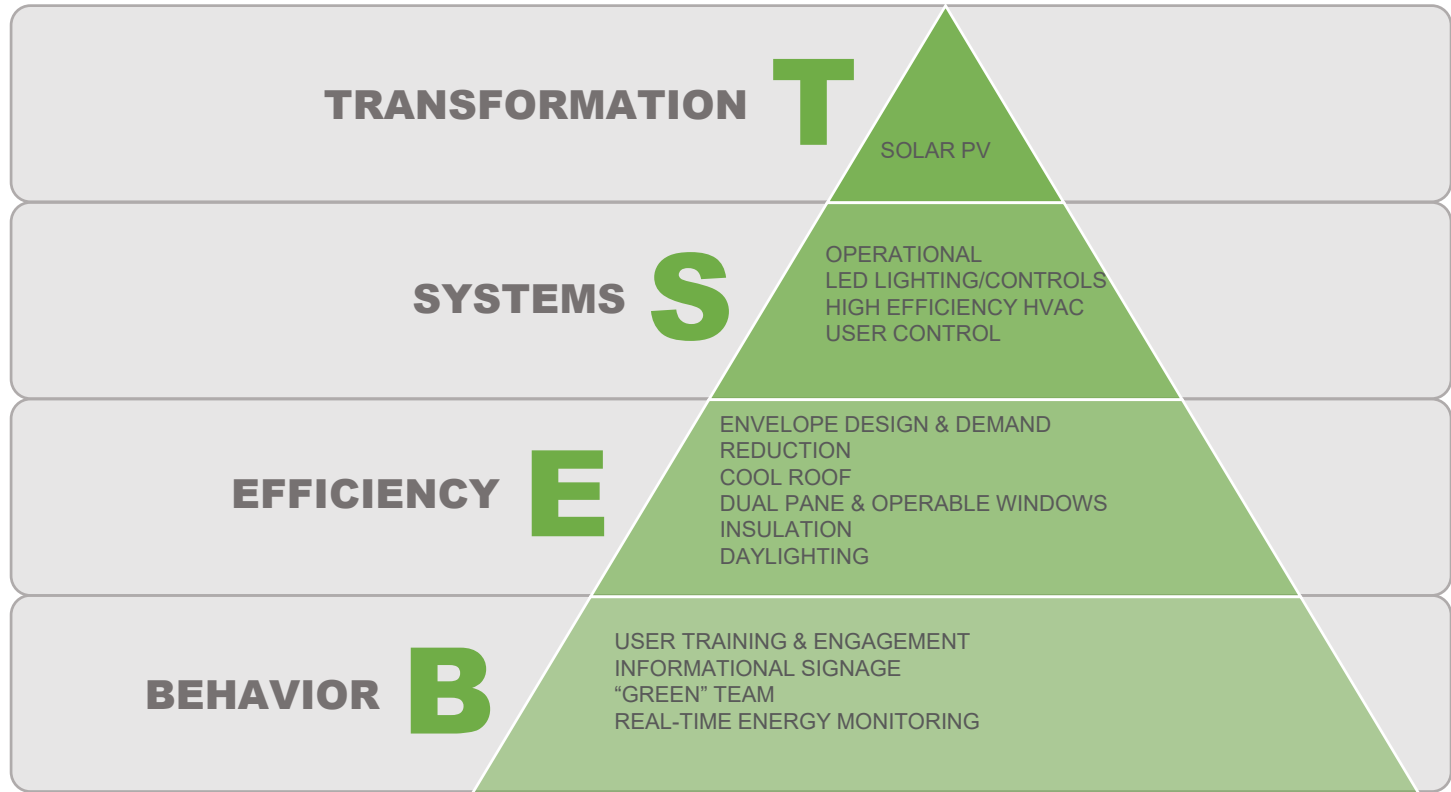 TRANSFORMATION T
SOLAR PV
SYSTEMS S
OPERATIONAL
LED LIGHTING/CONTROLS
HIGH EFFICIENCY HVAC
USER CONTROL
EFFICIENCY E
ENVELOPE DESIGN & DEMAND
REDUCTION
COOL ROOF
DUAL PANE & OPERABLE WINDOWS
INSULATION
DAYLIGHTING
BEHAVIOR B
USER TRAINING & ENGAGEMENT
INFORMATIONAL SIGNAGE
“GREEN” TEAM
REAL-TIME ENERGY MONITORING